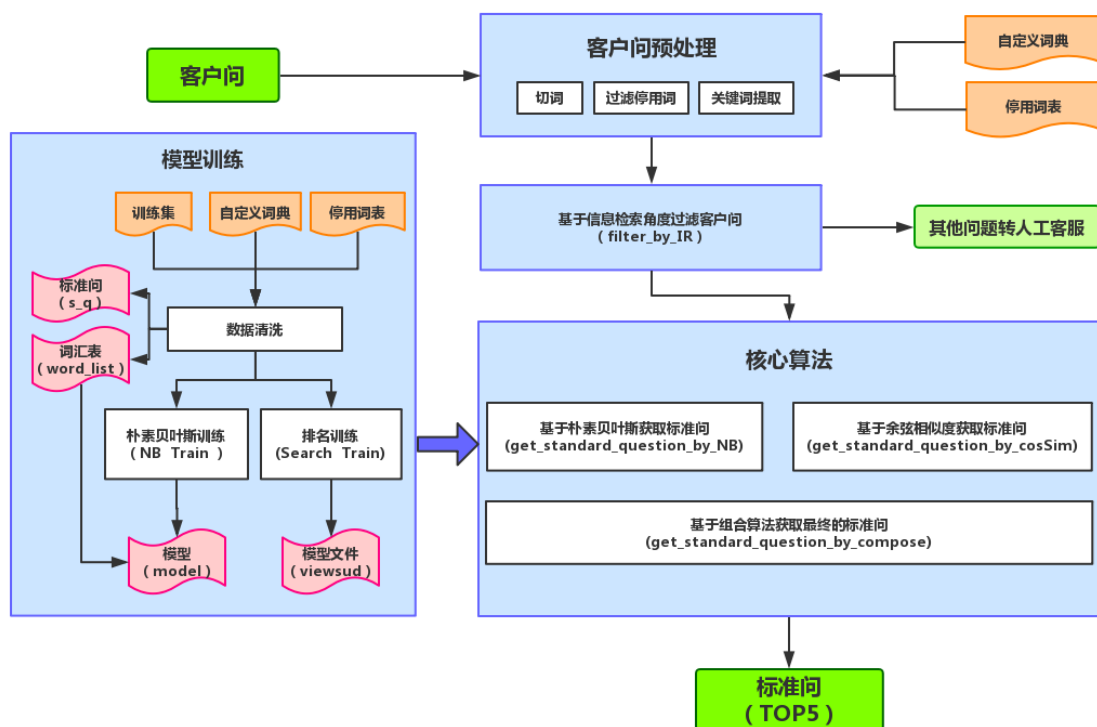 客户问
客户问预处理
切词
过滤停用词
关键词提取
自定义词典
停用词表
模型训练
训练集
自定义词典
停用词表
标准问
(s_q)
词汇表
(word_list)
数据清洗
朴素贝叶斯训练
(NB Train)
排名训练
(Search Train)
模型
(model)
模型文件
(viewsud)
基于信息检索角度过滤客户问
(filter_by_IR)
其他问题转人工客服
核心算法
基于朴素贝叶斯获取标准问
(get_standard_question_by_NB)
基于余弦相似度获取标准问
(get_standard_question_by_cosSim)
基于组合算法获取最终的标准问
(get_standard_question_by_compose)
标准问
(TOP5)